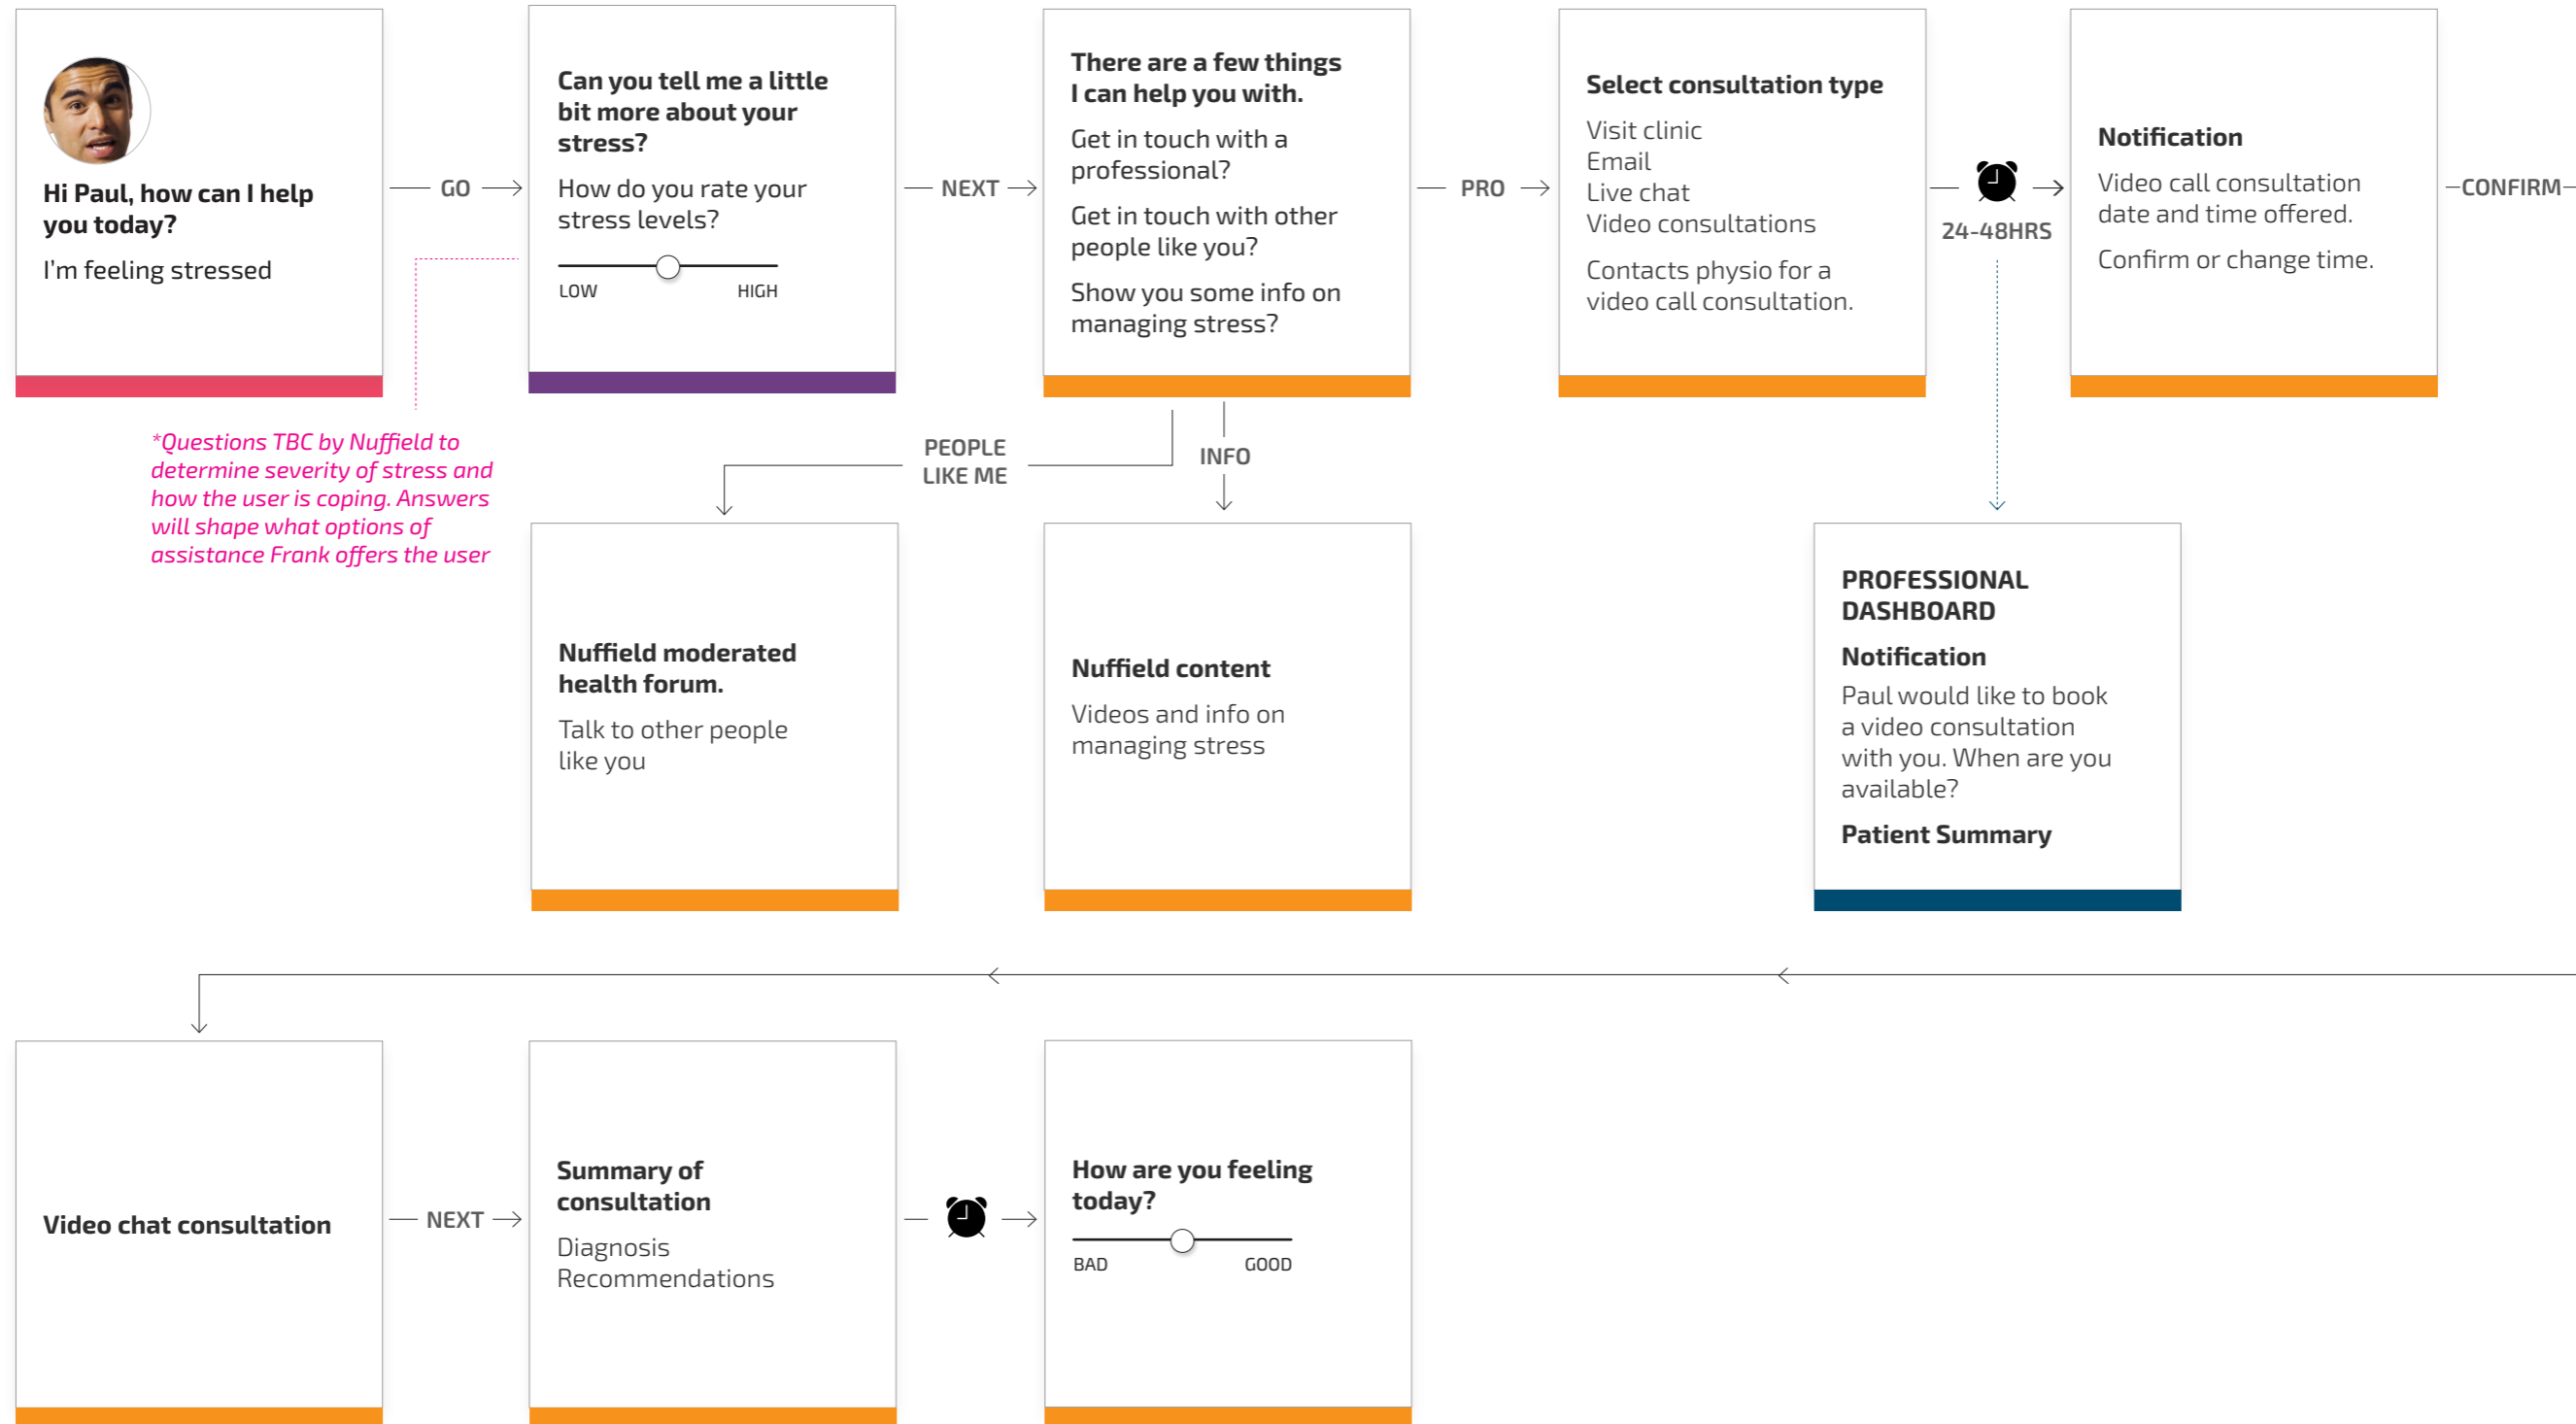 Hi Paul, how can I help
you today?
I'm feeling stressed
GO
Can you tell me a little
bit more about your
stress?
How do you rate your
stress levels?
LOW
HIGH
NEXT
There are a few things
I can help you with.
Get in touch with a
professional?
Get in touch with other
people like you?
Show you some info on
managing stress?
PRO
Select consultation type
Visit clinic
Email
Live chat
Video consultations
Contacts physio for a
video call consultation.
24-48HRS
Notification
Video call consultation
date and time offered.
Confirm or change time.
CONFIRM
*Questions TBC by Nuffield to
determine severity of stress and
how the user is coping. Answers
will shape what options of
assistance Frank offers the user
PEOPLE
LIKE ME
INFO
Nuffield moderated
health forum.
Talk to other people
like you
Nuffield content
Videos and info on
managing stress
PROFESSIONAL
DASHBOARD
Notification
Paul would like to book
a video consultation
with you. When are you
available?
Patient Summary
Video chat consultation
NEXT
Summary of
consultation
Diagnosis
Recommendations
How are you feeling
today?
BAD
GOOD